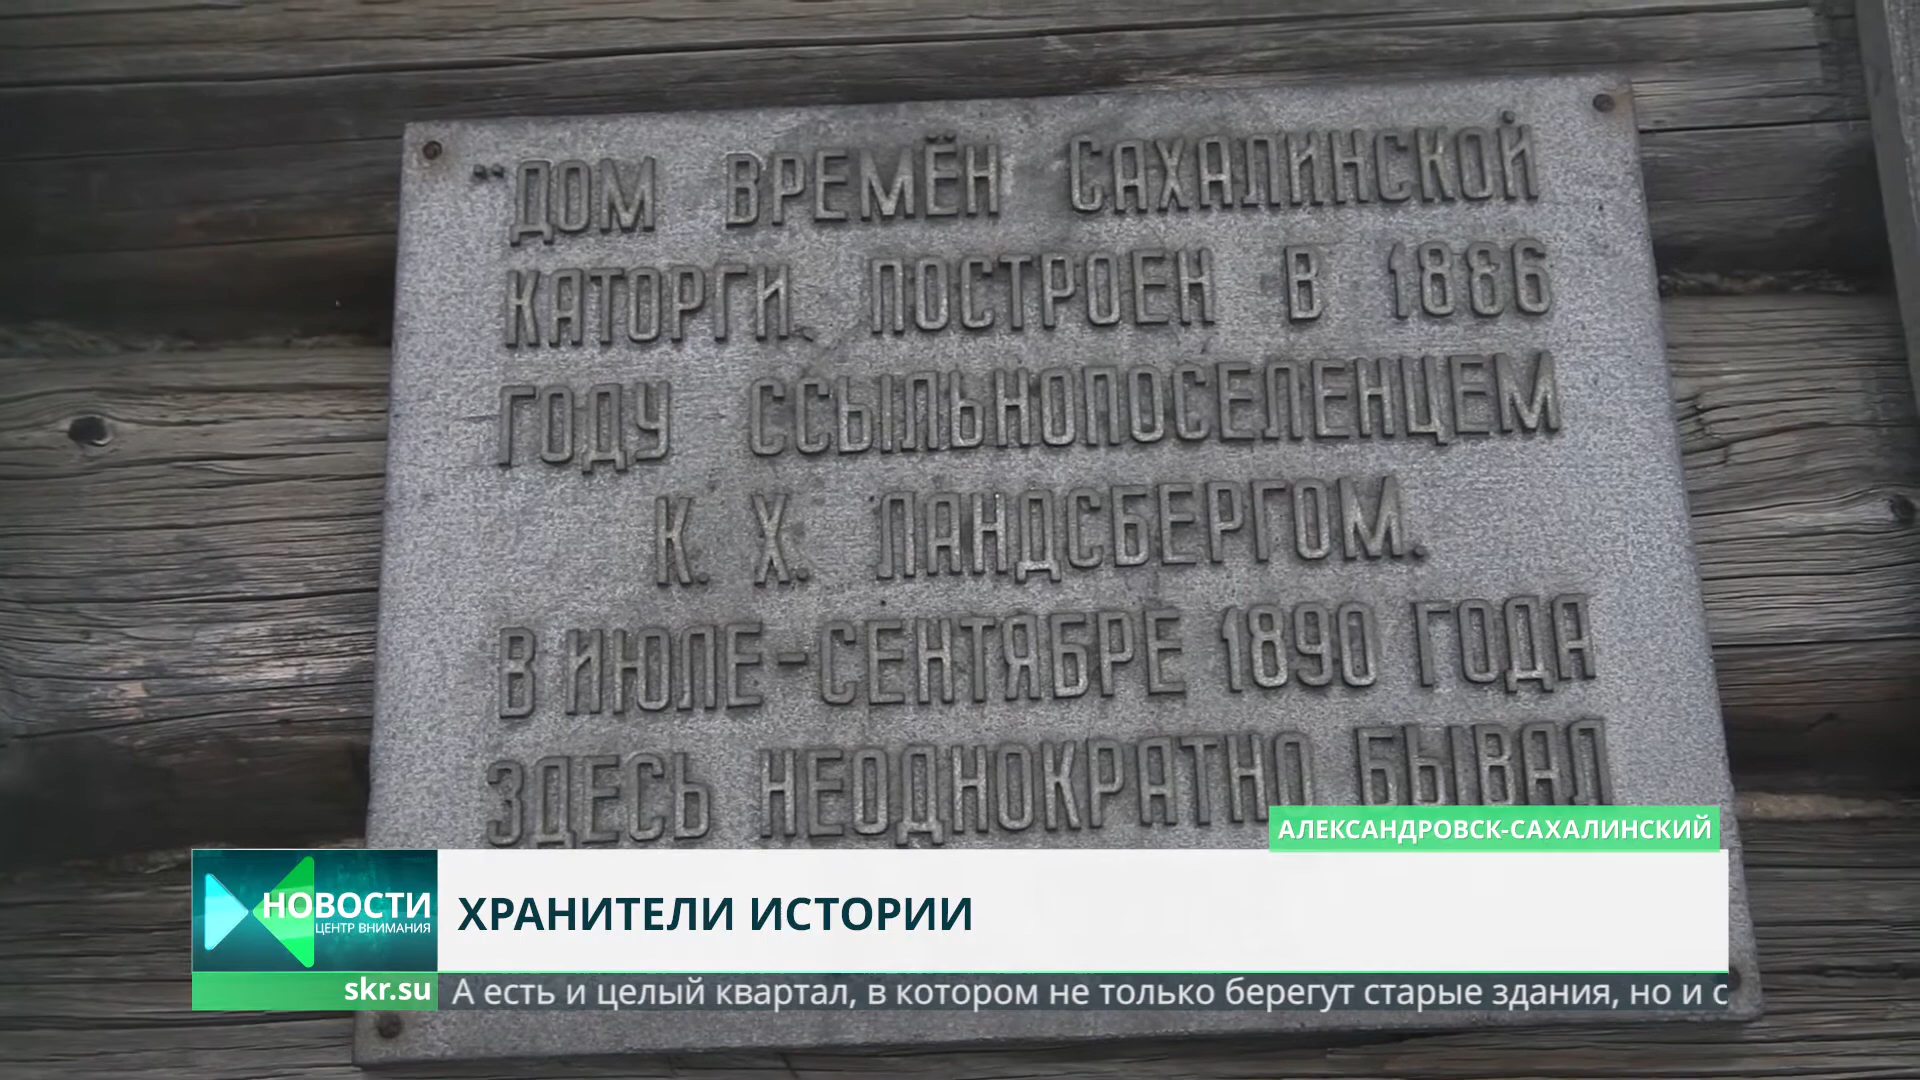 "ДОМ ВРЕМЁН САХАЛИНСКОЙ
КАТОРГИ. ПОСТРОЕН В 1886
ГОДУ ССЫЛЬНОПОСЕЛЕНЦЕМ
К. Х. ЛАНДСБЕРГОМ.
В ИЮЛЕ-СЕНТЯБРЕ 1890 ГОДА
ЗДЕСЬ НЕОДНОКРАТНО БЫВАЛ
АЛЕКСАНДРОВСК-САХАЛИНСКИЙ
НОВОСТИ
ЦЕНТР ВНИМАНИЯ
ХРАНИТЕЛИ ИСТОРИИ
skr.su
А есть и целый квартал, в котором не только берегут старые здания, но и с